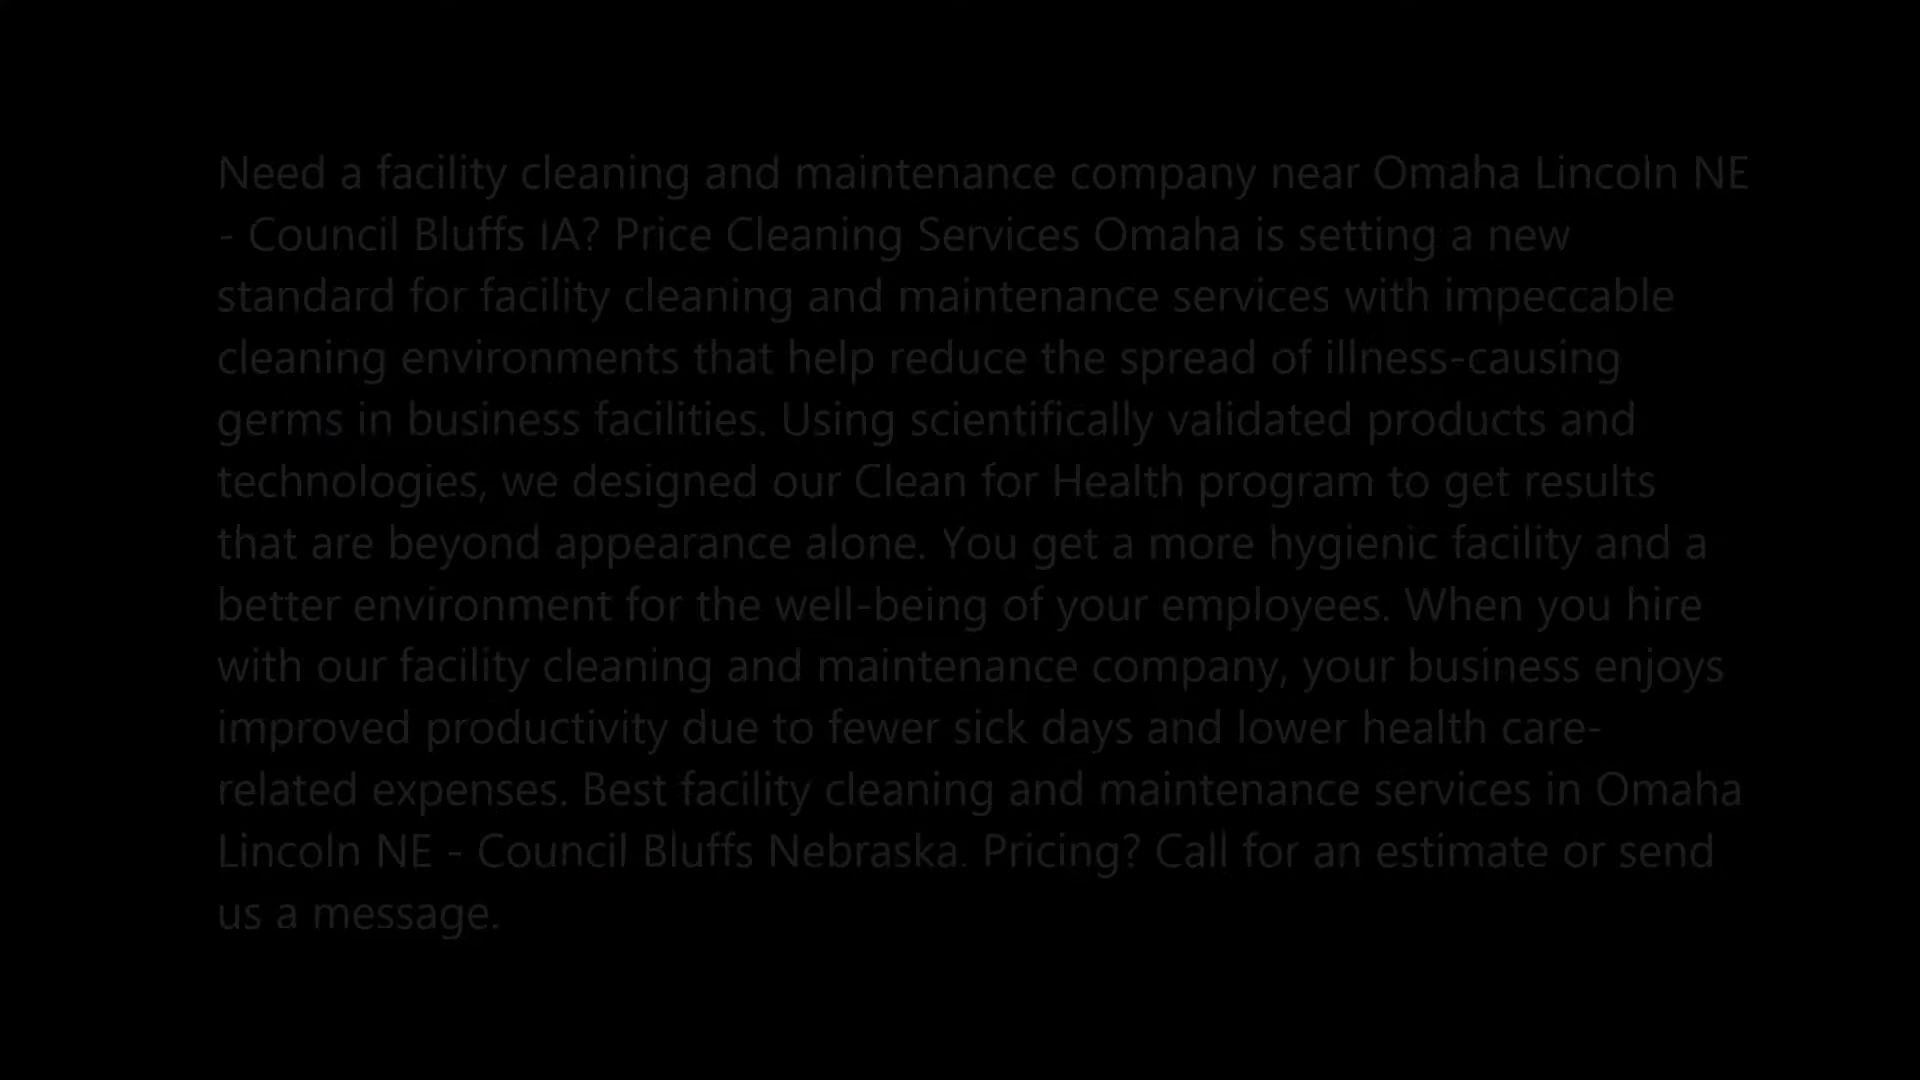 Need a facility cleaning and maintenance company near Omaha Lincoln NE
- Council Bluffs IA? Price Cleaning Services Omaha is setting a new
standard for facility cleaning and maintenance services with impeccable
cleaning environments that help reduce the spread of illness-causing
germs in business facilities. Using scientifically validated products and
technologies, we designed our Clean for Health program to get results
that are beyond appearance alone. You get a more hygienic facility and a
better environment for the well-being of your employees. When you hire
with our facility cleaning and maintenance company, your business enjoys
improved productivity due to fewer sick days and lower health care-
related expenses. Best facility cleaning and maintenance services in Omaha
Lincoln NE - Council Bluffs Nebraska. Pricing? Call for an estimate or send
us a message.